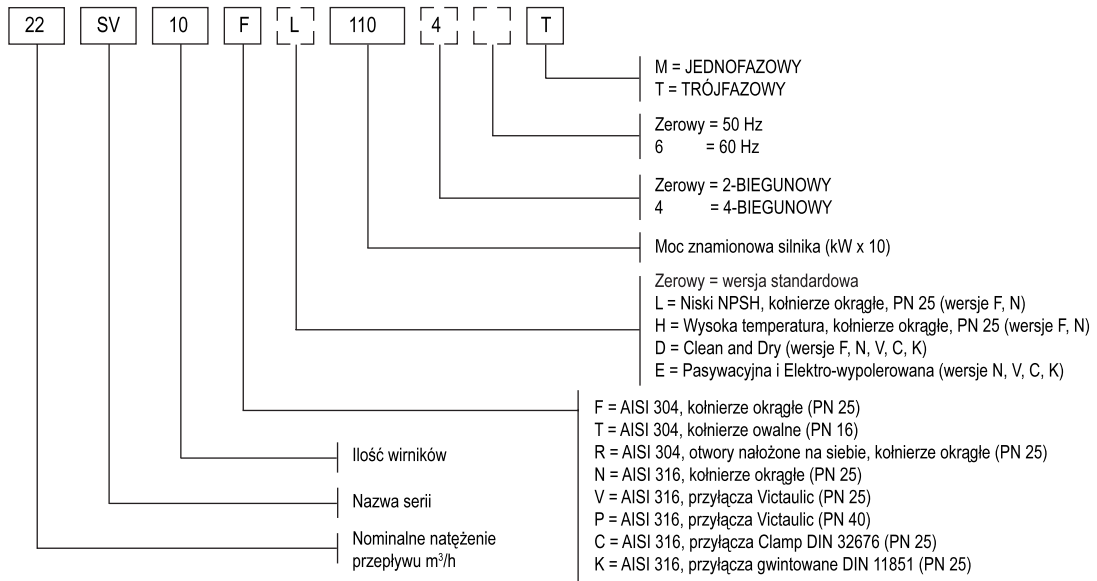 22 SV 10 F L 110 4 T
M = JEDNOFAZOWY
T = TRÓJFAZOWY
Zerowy = 50 Hz
6 = 60 Hz
Zerowy = 2-BIEGUNOWY
4 = 4-BIEGUNOWY
Moc znamionowa silnika (kW x 10)
Zerowy = wersja standardowa
L = Niski NPSH, kołnierze okrągłe, PN 25 (wersje F, N)
H = Wysoka temperatura, kołnierze okrągłe, PN 25 (wersje F, N)
D = Clean and Dry (wersje F, N, V, C, K)
E = Pasywacyjna i Elektro-wypolerowana (wersje N, V, C, K)
F = AISI 304, kołnierze okrągłe (PN 25)
T = AISI 304, kołnierze owalne (PN 16)
R = AISI 304, otwory nałożone na siebie, kołnierze okrągłe (PN 25)
N = AISI 316, kołnierze okrągłe (PN 25)
V = AISI 316, przyłącza Victaulic (PN 25)
P = AISI 316, przyłącza Victaulic (PN 40)
C = AISI 316, przyłącza Clamp DIN 32676 (PN 25)
K = AISI 316, przyłącza gwintowane DIN 11851 (PN 25)
Ilość wirników
Nazwa serii
Nominalne natężenie
przepływu m³/h